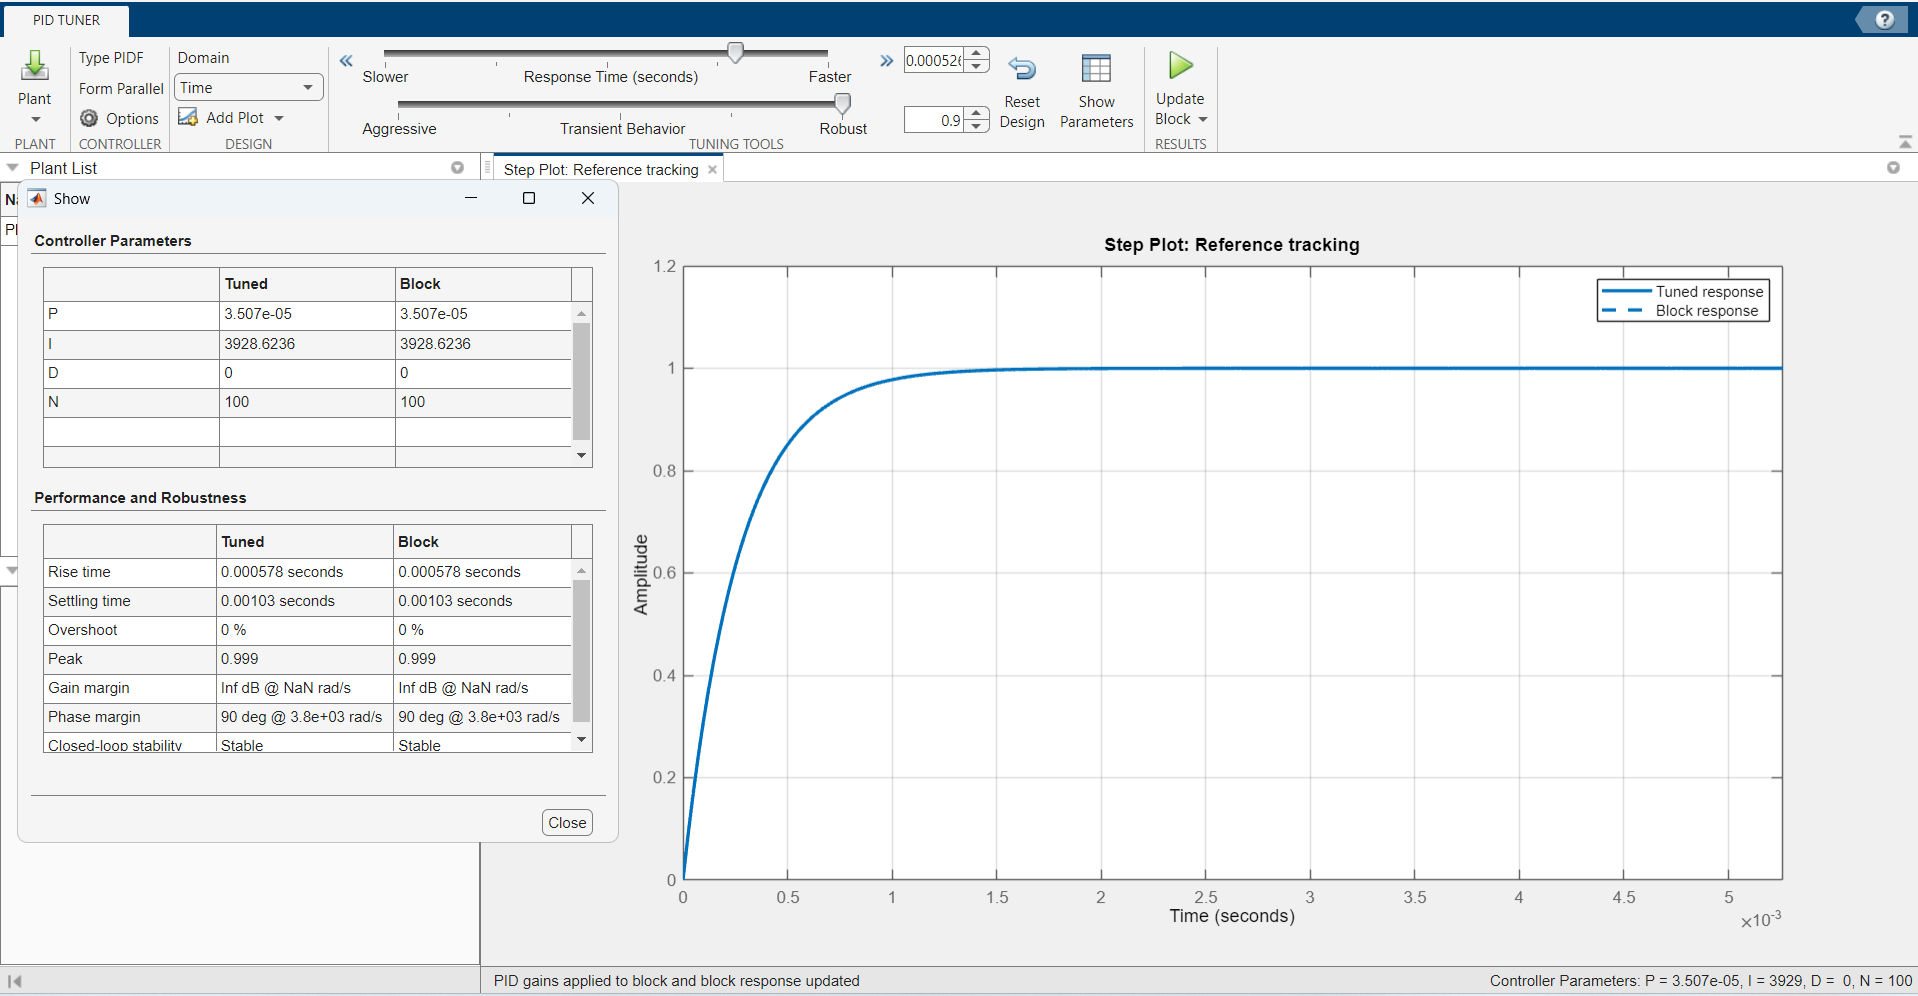 PID TUNER
?
Type PIDF
Domain
Plant
Form Parallel
Time
Options
Add Plot
PLANT
CONTROLLER
DESIGN
Slower
Response Time (seconds)
Faster
Aggressive
Transient Behavior
Robust
0.9
Reset
Design
Show
Parameters
TUNING TOOLS
Update
Block
RESULTS
Plant List
Step Plot: Reference tracking
Show
Controller Parameters
Tuned Block
P 3.507e-05 3.507e-05
I 3928.6236 3928.6236
D 0 0
N 100 100
Performance and Robustness
Tuned Block
Rise time 0.000578 seconds 0.000578 seconds
Settling time 0.00103 seconds 0.00103 seconds
Overshoot 0 % 0 %
Peak 0.999 0.999
Gain margin Inf dB @ NaN rad/s Inf dB @ NaN rad/s
Phase margin 90 deg @ 3.8e+03 rad/s 90 deg @ 3.8e+03 rad/s
Closed-loop stability Stable Stable
Close
Step Plot: Reference tracking
Tuned response
Block response
Amplitude
1.2
1
0.8
0.6
0.4
0.2
0
0 0.5 1 1.5 2 2.5 3 3.5 4 4.5 5
Time (seconds)
×10-3
PID gains applied to block and block response updated
Controller Parameters: P = 3.507e-05, I = 3929, D = 0, N = 100